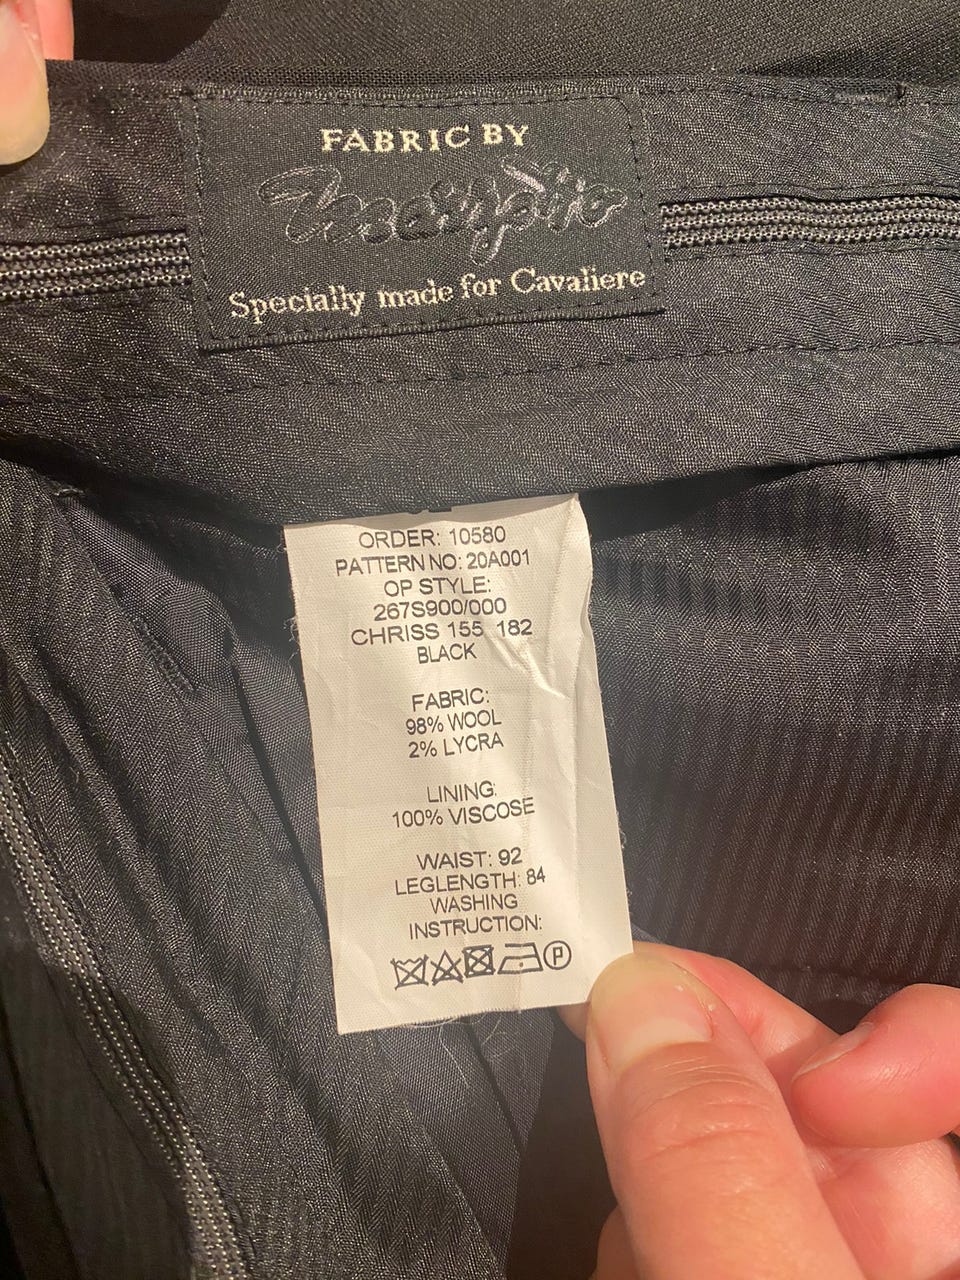 FABRIC BY
Specially made for Cavaliere
ORDER: 10580
PATTERN NO: 20A001
OP STYLE:
267S900/000
CHRISS 155 182
BLACK
FABRIC:
98% WOOL
2% LYCRA
LINING:
100% VISCOSE
WAIST: 92
LEGLENGTH: 84
WASHING
INSTRUCTION:
P